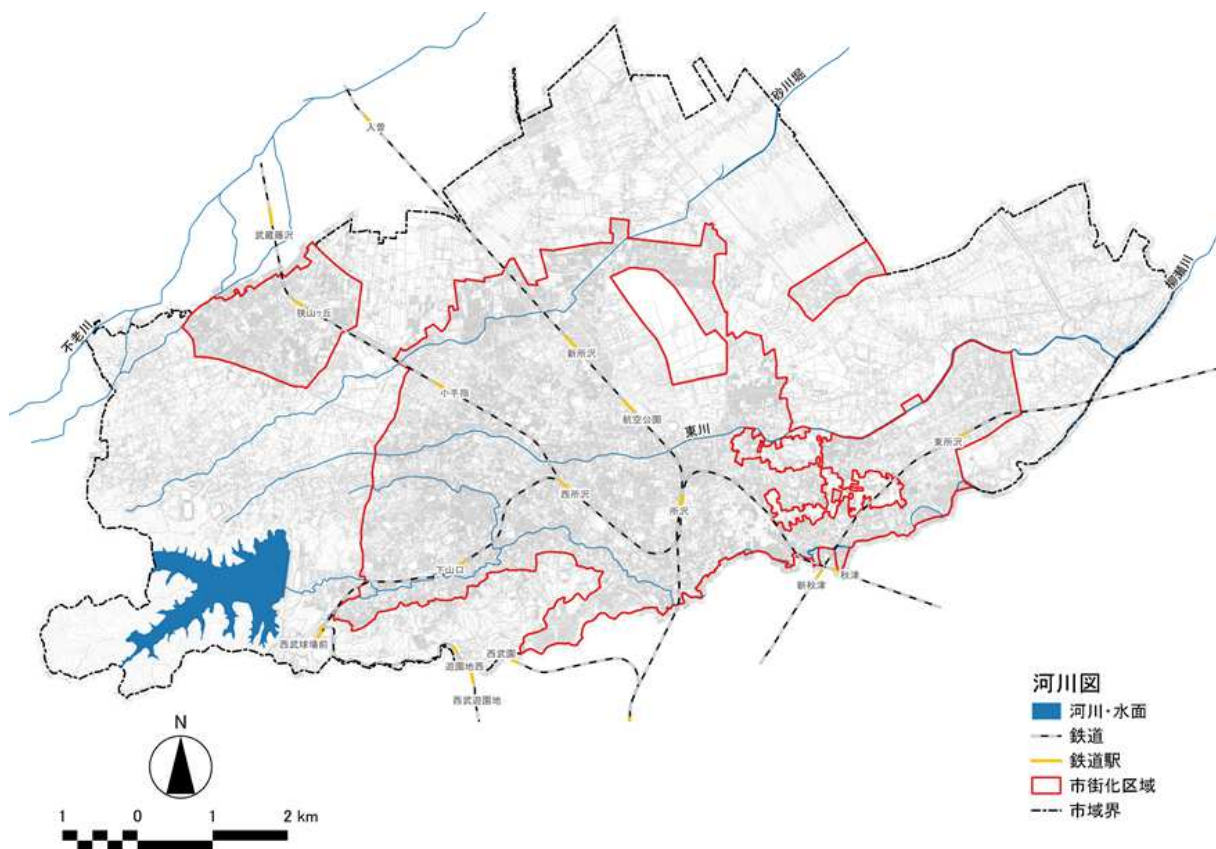 砂川堀
入曽
柳瀬川
武蔵藤沢
不老川
狭山ヶ丘
新所沢
小手指
航空公園
東川
東所沢
西所沢
所沢
下山口
新秋津
秋津
西武球場前
遊園地西
西武園
西武遊園地
N
1 0 1 2 km
河川図
河川・水面
鉄道
鉄道駅
市街化区域
市域界